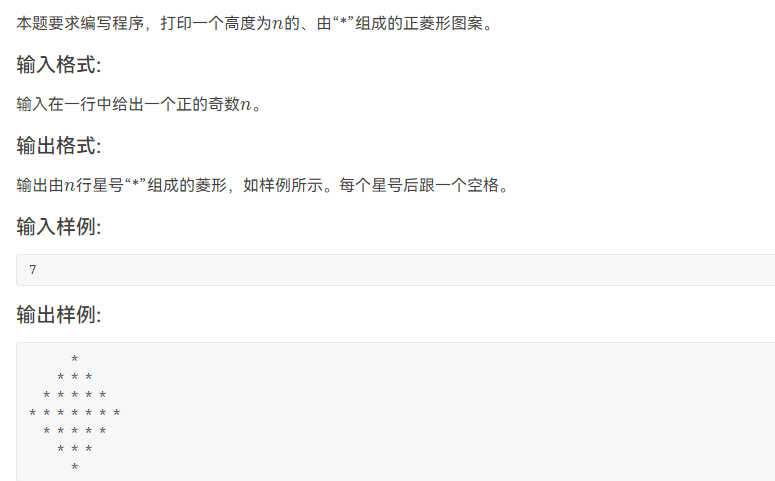 本题要求编写程序，打印一个高度为n的、由“*”组成的正菱形图案。
输入格式:
输入在一行中给出一个正的奇数n。
输出格式:
输出由n行星号“*”组成的菱形，如样例所示。每个星号后跟一个空格。
输入样例:
7
输出样例:
      *
    * * *
  * * * * *
* * * * * * *
  * * * * *
    * * *
      *